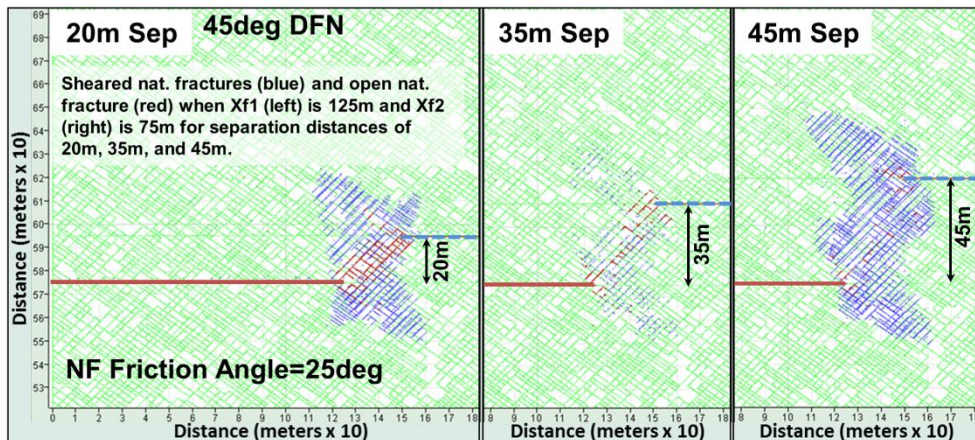 20m Sep
45deg DFN
35m Sep
45m Sep
Sheared nat. fractures (blue) and open nat.
fracture (red) when Xf1 (left) is 125m and Xf2
(right) is 75m for separation distances of
20m, 35m, and 45m.
20m
35m
45m
NF Friction Angle=25deg
Distance (meters x 10)
69
68
67
66
65
64
63
62
61
60
59
58
57
56
55
54
53
0 1 2 3 4 5 6 7 8 9 10 11 12 13 14 15 16 17 18
8 9 10 11 12 13 14 15 16 17 18
8 9 10 11 12 13 14 15 16 17 18
Distance (meters x 10)
Distance (meters x 10)
Distance (meters x 10)